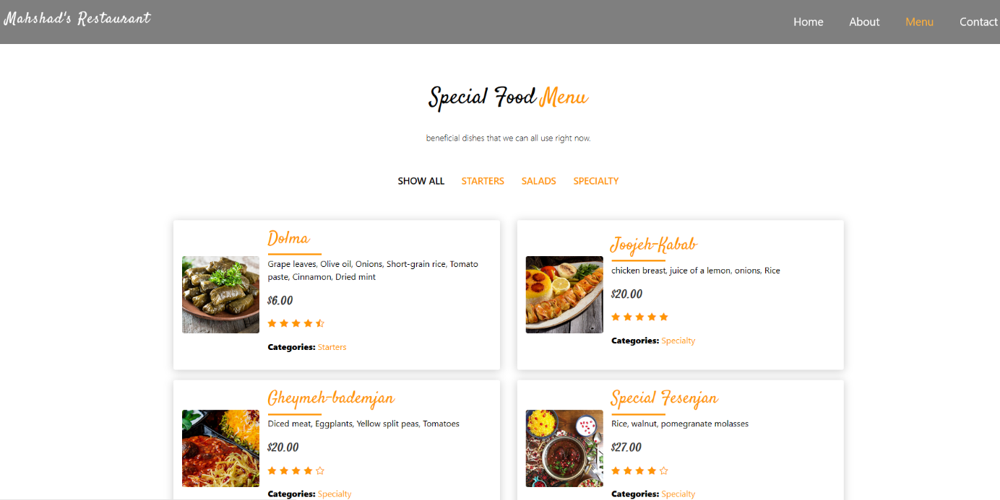 Mahshad's Restaurant
Home About Menu Contact
Special Food Menu
beneficial dishes that we can all use right now.
SHOW ALL STARTERS SALADS SPECIALTY
Dolma
Grape leaves, Olive oil, Onions, Short-grain rice, Tomato
paste, Cinnamon, Dried mint
$6.00
Categories: Starters
Joojeh-Kabab
chicken breast, juice of a lemon, onions, Rice
$20.00
Categories: Specialty
Gheymeh-bademjan
Diced meat, Eggplants, Yellow split peas, Tomatoes
$20.00
Categories: Specialty
Special Fesenjan
Rice, walnut, pomegranate molasses
$27.00
Categories: Specialty